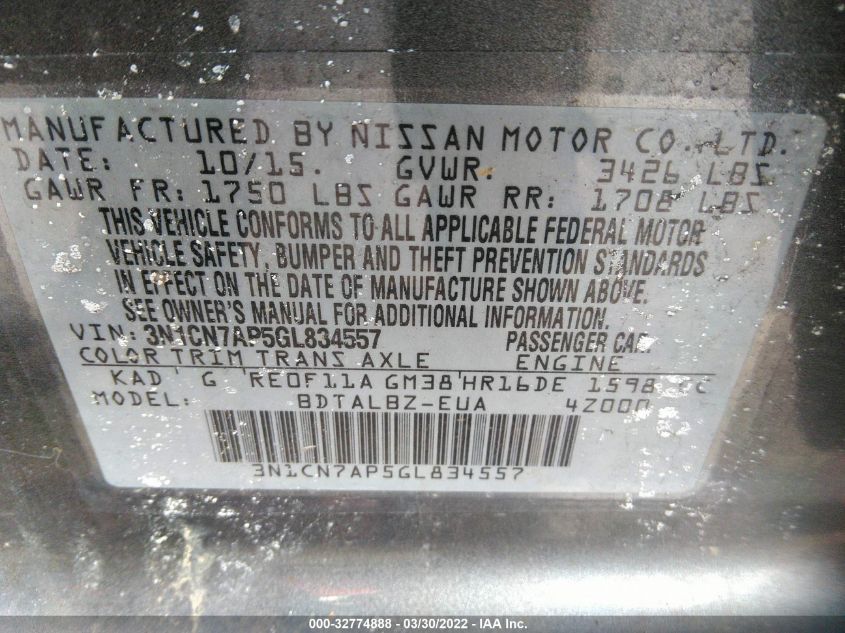 MANUFACTURED BY NISSAN MOTOR CO., LTD.
DATE: 10/15. GVWR. 3426 LBS
GAWR FR: 1750 LBS GAWR RR: 1708 LBS
THIS VEHICLE CONFORMS TO ALL APPLICABLE FEDERAL MOTOR
VEHICLE SAFETY, BUMPER AND THEFT PREVENTION STANDARDS
IN EFFECT ON THE DATE OF MANUFACTURE SHOWN ABOVE.
SEE OWNER'S MANUAL FOR ADDITIONAL INFORMATION.
VIN: 3N1CN7AP5GL834557 PASSENGER CAR.
COLOR TRIM TRANS AXLE ENGINE
KAD G RE0F11A GM38 HR16DE 1598 CC
MODEL: BDTALBZ-EUA 4Z000
3N1CN7AP5GL834557
000-32774888 - 03/30/2022 - IAA Inc.